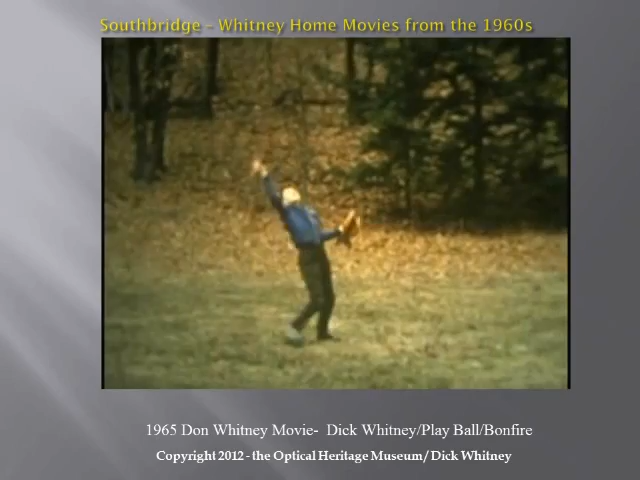 Southbridge - Whitney Home Movies from the 1960s
1965 Don Whitney Movie- Dick Whitney/Play Ball/Bonfire
Copyright 2012 - the Optical Heritage Museum / Dick Whitney